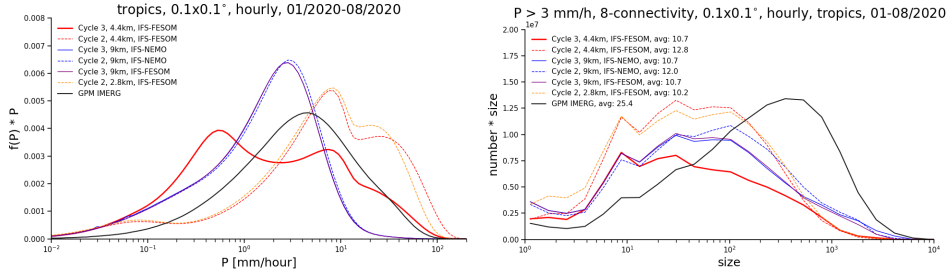 tropics, 0.1x0.1°, hourly, 01/2020-08/2020
0.008
0.007
0.006
0.005
0.004
0.003
0.002
0.001
0.000
f(P) * P
Cycle 3, 4.4km, IFS-FESOM
Cycle 2, 4.4km, IFS-FESOM
Cycle 3, 9km, IFS-NEMO
Cycle 2, 9km, IFS-NEMO
Cycle 3, 9km, IFS-FESOM
Cycle 2, 2.8km, IFS-FESOM
GPM IMERG
10⁻² 10⁻¹ 10⁰ 10¹ 10²
P [mm/hour]
P > 3 mm/h, 8-connectivity, 0.1x0.1°, hourly, tropics, 01-08/2020
1e7
2.00
1.75
1.50
1.25
1.00
0.75
0.50
0.25
0.00
number * size
Cycle 3, 4.4km, IFS-FESOM, avg: 10.7
Cycle 2, 4.4km, IFS-FESOM, avg: 12.8
Cycle 3, 9km, IFS-NEMO, avg: 10.7
Cycle 2, 9km, IFS-NEMO, avg: 12.0
Cycle 3, 9km, IFS-FESOM, avg: 10.7
Cycle 2, 2.8km, IFS-FESOM, avg: 10.2
GPM IMERG, avg: 25.4
10⁰ 10¹ 10² 10³ 10⁴
size